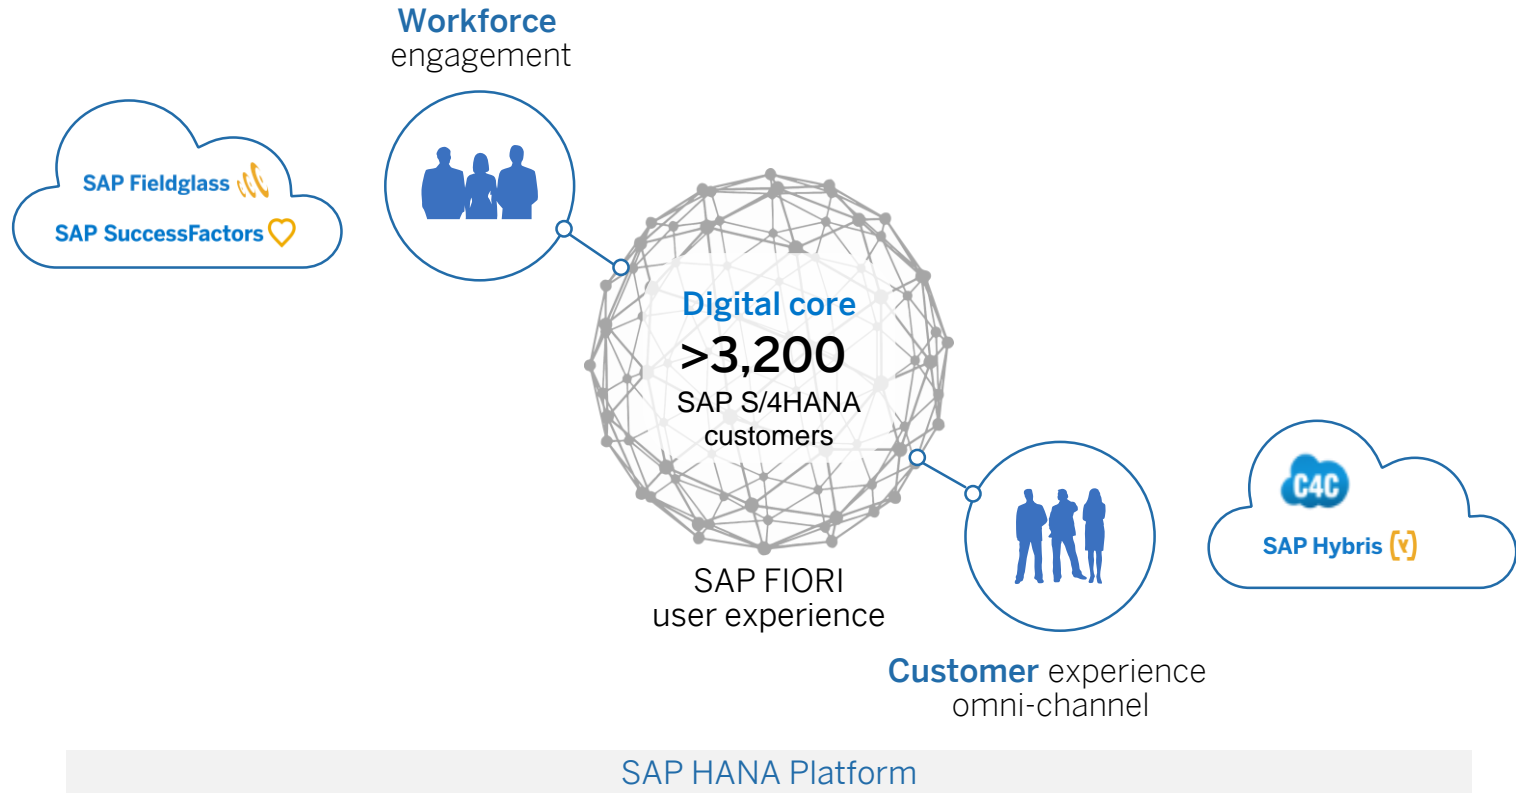 Workforce
engagement
SAP Fieldglass
SAP SuccessFactors
Digital core
>3,200
SAP S/4HANA
customers
SAP FIORI
user experience
C4C
SAP Hybris (Y)
Customer experience
omni-channel
SAP HANA Platform